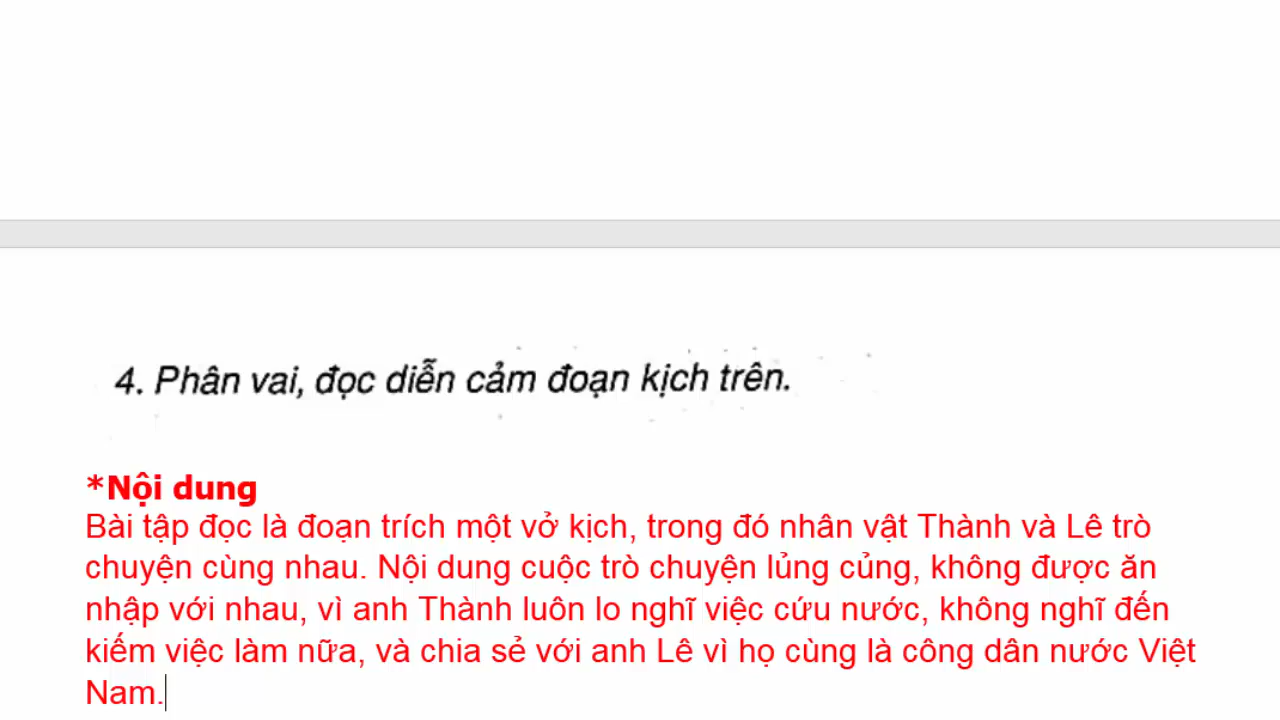 4. Phân vai, đọc diễn cảm đoạn kịch trên.
*Nội dung
Bài tập đọc là đoạn trích một vở kịch, trong đó nhân vật Thành và Lê trò
chuyện cùng nhau. Nội dung cuộc trò chuyện lủng củng, không được ăn
nhập với nhau, vì anh Thành luôn lo nghĩ việc cứu nước, không nghĩ đến
kiếm việc làm nữa, và chia sẻ với anh Lê vì họ cùng là công dân nước Việt
Nam.